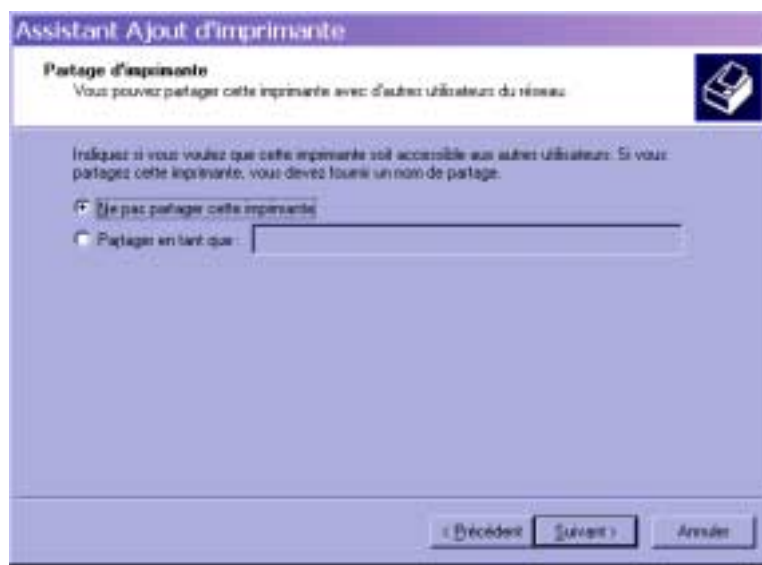 Assistant Ajout d'imprimante
Partage d'imprimante
Vous pouvez partager cette imprimante avec d'autres utilisateurs du réseau.
Indiquez si vous voulez que cette imprimante soit accessible aux autres utilisateurs. Si vous
partagez cette imprimante, vous devez fournir un nom de partage.
Ne pas partager cette imprimante
Partager en tant que :
< Précédent Suivant > Annuler